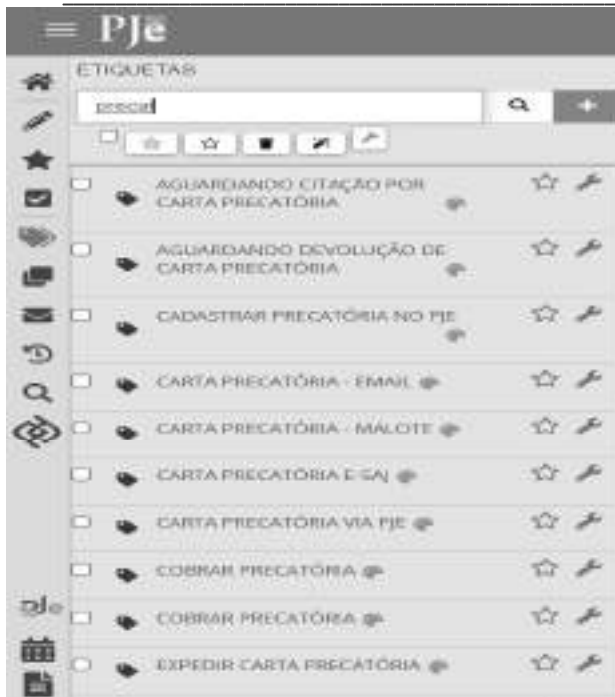 PJe
ETIQUETAS
precat
AGUARDANDO CITAÇÃO POR
CARTA PRECATÓRIA
AGUARDANDO DEVOLUÇÃO DE
CARTA PRECATÓRIA
CADASTRAR PRECATÓRIA NO PJE
CARTA PRECATÓRIA - EMAIL
CARTA PRECATÓRIA - MALOTE
CARTA PRECATÓRIA E-SAJ
CARTA PRECATÓRIA VIA PJE
COBRAR PRECATÓRIA
PJe
COBRAR PRECATÓRIA
EXPEDIR CARTA PRECATÓRIA